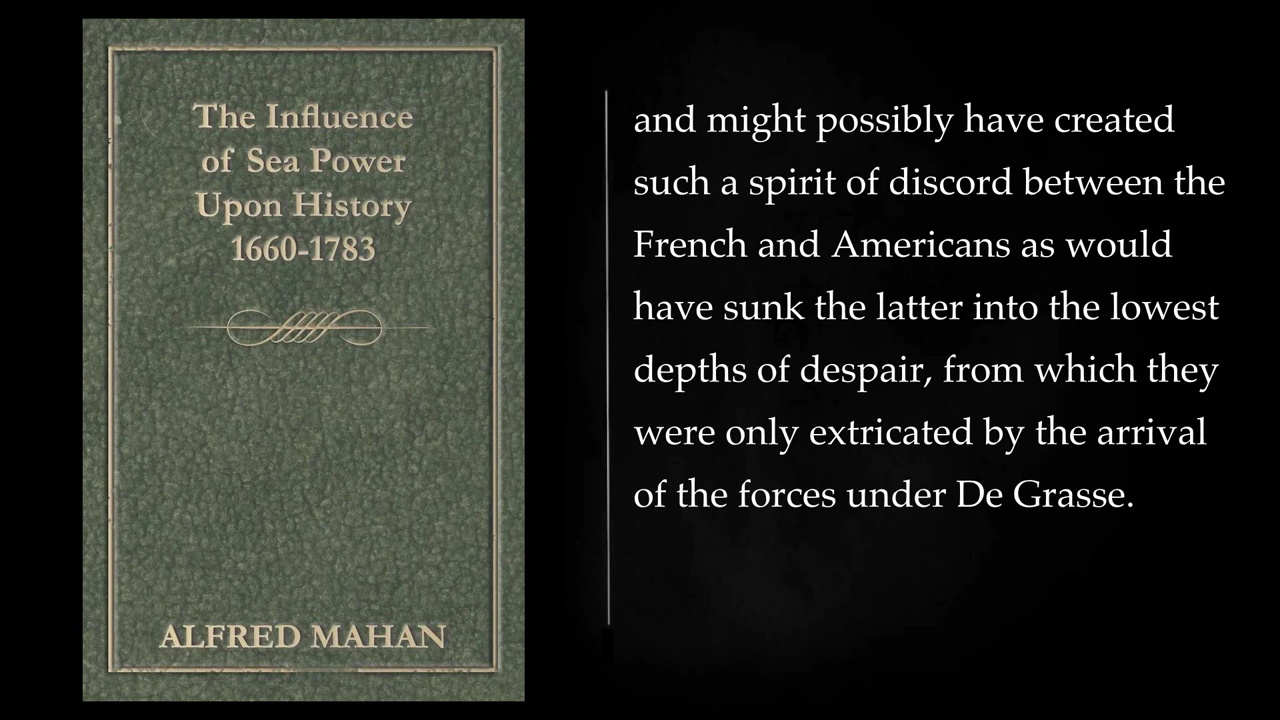 The Influence
of Sea Power
Upon History
1660-1783
ALFRED MAHAN
and might possibly have created
such a spirit of discord between the
French and Americans as would
have sunk the latter into the lowest
depths of despair, from which they
were only extricated by the arrival
of the forces under De Grasse.